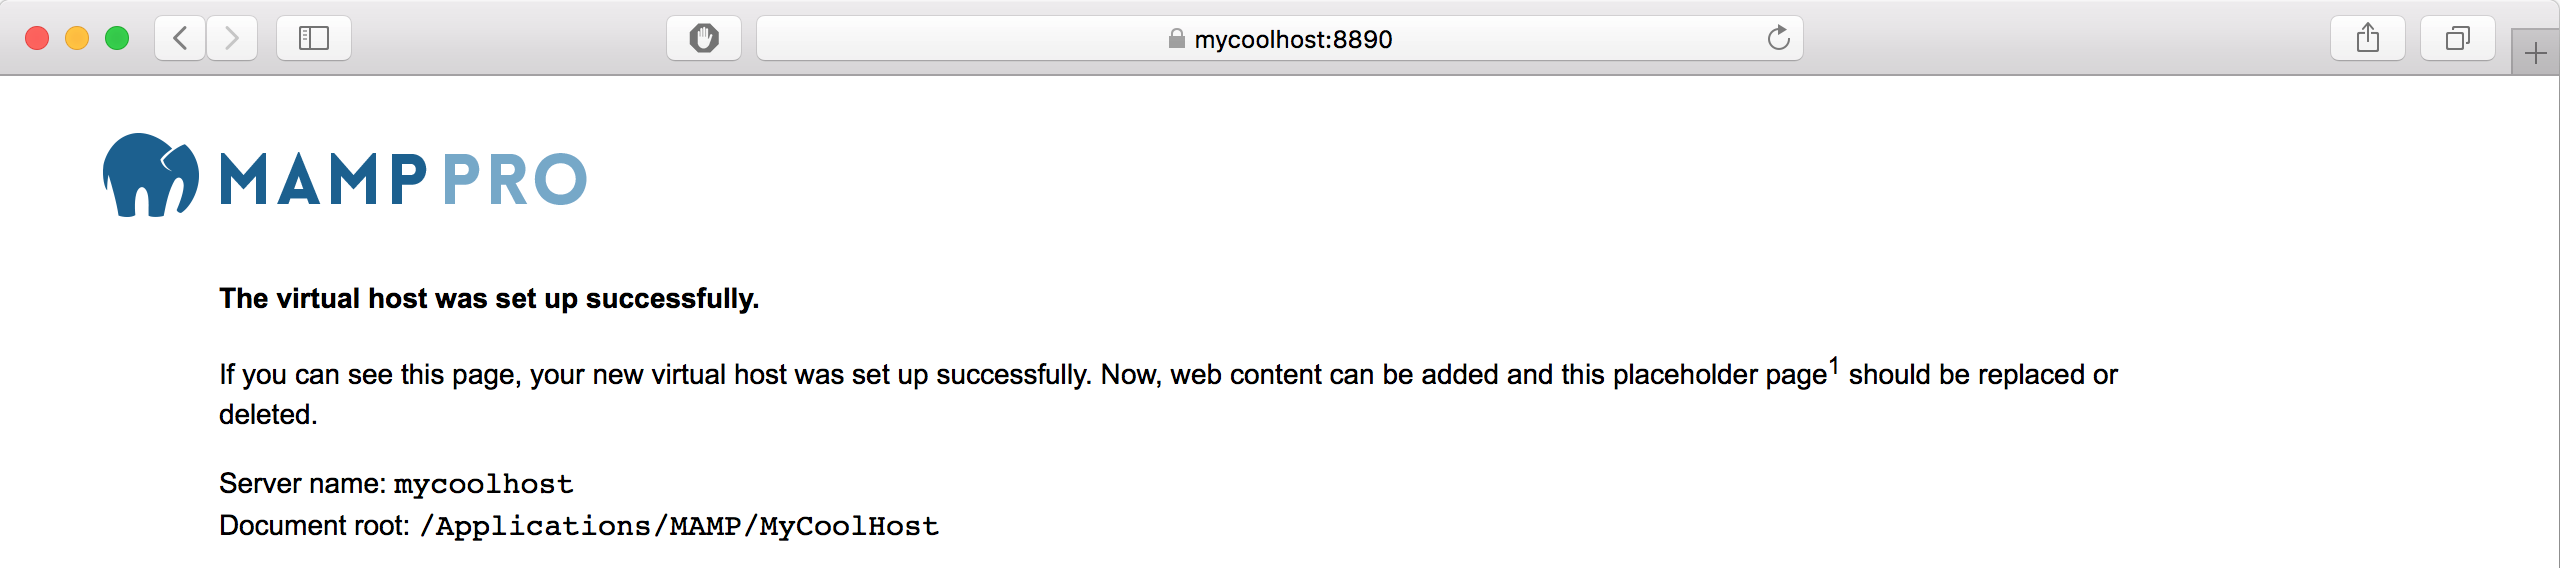 mycoolhost:8890
MAMP PRO
The virtual host was set up successfully.
If you can see this page, your new virtual host was set up successfully. Now, web content can be added and this placeholder page1 should be replaced or
deleted.
Server name: mycoolhost
Document root: /Applications/MAMP/MyCoolHost